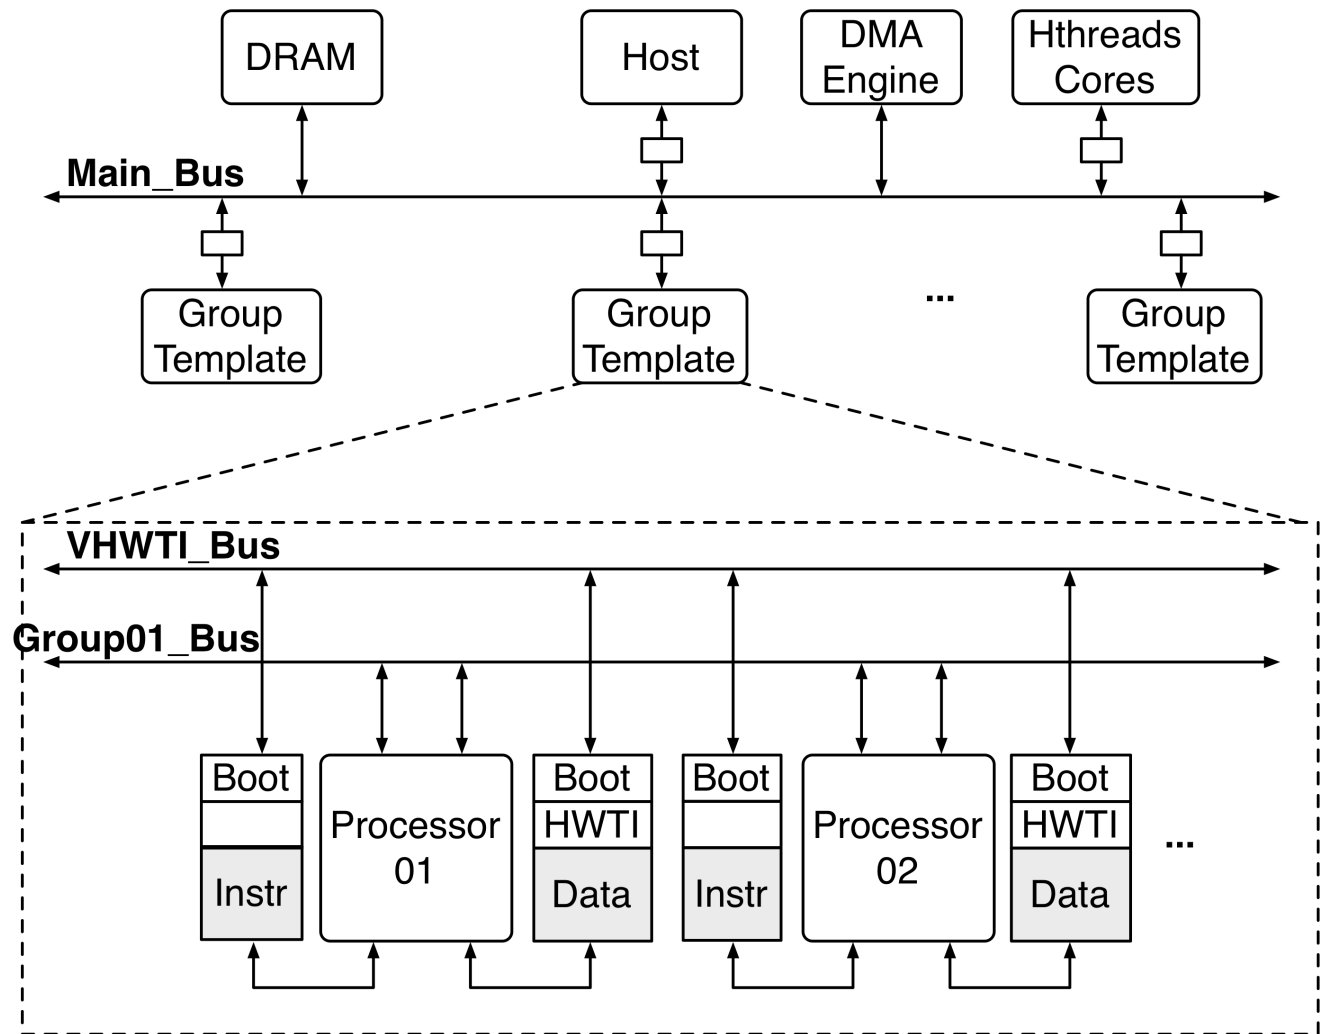 DRAM
Host
DMA
Engine
Hthreads
Cores
Main_Bus
Group
Template
Group
Template
...
Group
Template
VHWTI_Bus
Group01_Bus
Boot
Instr
Processor
01
Boot
HWTI
Data
Boot
Instr
Processor
02
Boot
HWTI
Data
...